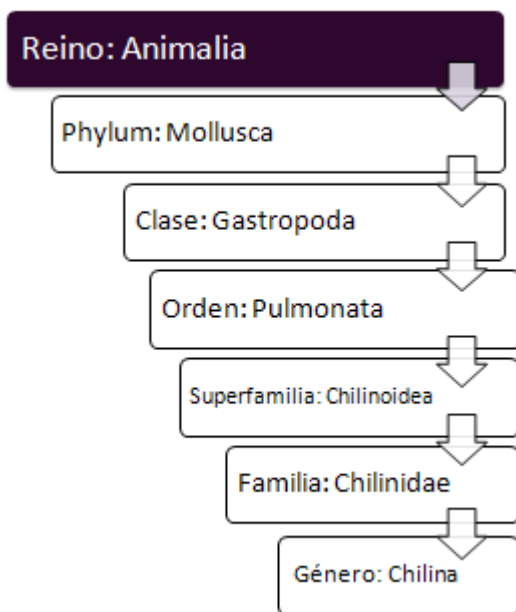 Reino: Animalia
Phylum: Mollusca
Clase: Gastropoda
Orden: Pulmonata
Superfamilia: Chilinoidea
Familia: Chilinidae
Género: Chilina